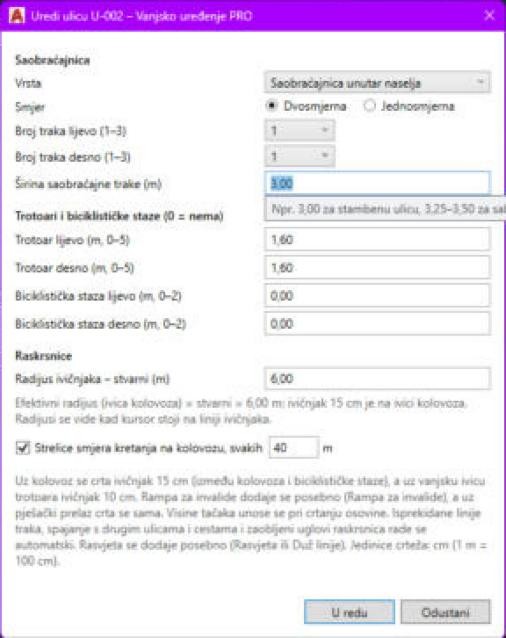 Uredi ulicu U-002 – Vanjsko uređenje PRO
Saobraćajnica
Vrsta
Saobraćajnica unutar naselja
Smjer
Dvosmjerna
Jednosmjerna
Broj traka lijevo (1–3)
1
Broj traka desno (1–3)
1
Širina saobraćajne trake (m)
3,00
Npr. 3,00 za stambenu ulicu, 3,25–3,50 za sal
Trotoari i biciklističke staze (0 = nema)
Trotoar lijevo (m, 0–5)
1,60
Trotoar desno (m, 0–5)
1,60
Biciklistička staza lijevo (m, 0–2)
0,00
Biciklistička staza desno (m, 0–2)
0,00
Raskrsnice
Radijus ivičnjaka – stvarni (m)
6,00
Efektivni radijus (ivica kolovoza) = stvarni = 6,00 m: ivičnjak 15 cm je na ivici kolovoza.
Radijusi se vide kad kursor stoji na liniji ivičnjaka.
Strelice smjera kretanja na kolovozu, svakih
40
m
Uz kolovoz se crta ivičnjak 15 cm (između kolovoza i biciklističke staze), a uz vanjsku ivicu
trotoara ivičnjak 10 cm. Rampa za invalide dodaje se posebno (Rampa za invalide), a uz
pješački prelaz crta se sama. Visine tačaka unose se pri crtanju osovine. Isprekidane linije
traka, spajanje s drugim ulicama i cestama i zaobljeni uglovi raskrsnica rade se
automatski. Rasvjeta se dodaje posebno (Rasvjeta ili Duž linije). Jedinice crteža: cm (1 m =
100 cm).
U redu
Odustani